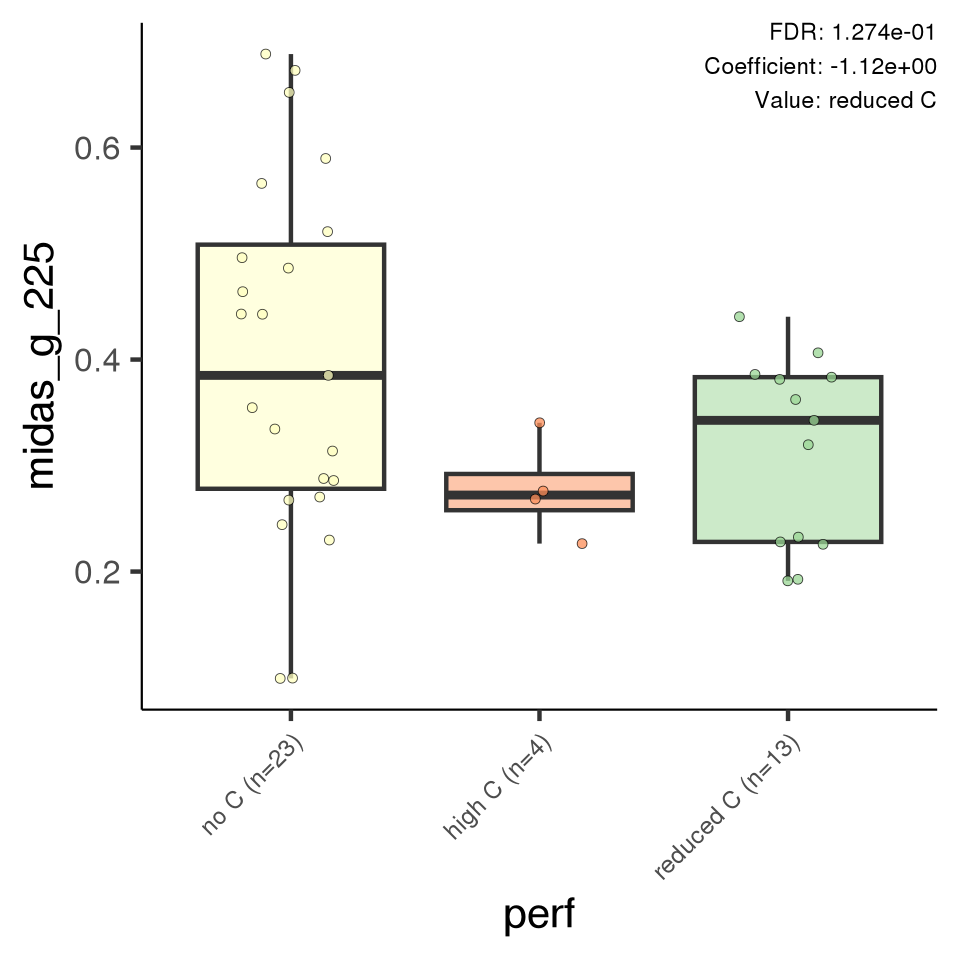 FDR: 1.274e-01
Coefficient: -1.12e+00
Value: reduced C
midas_g_225
0.6
0.4
0.2
no C (n=23)
high C (n=4)
reduced C (n=13)
perf